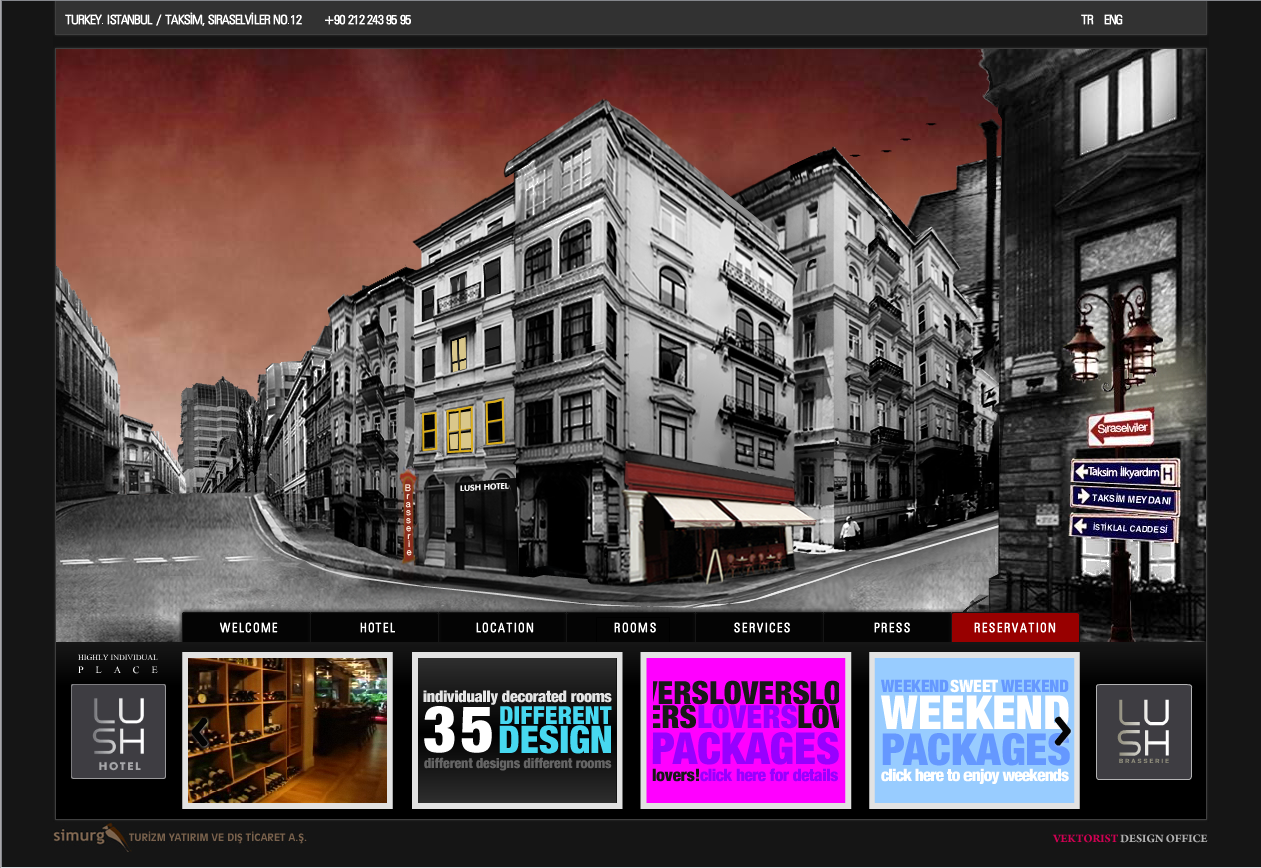 TURKEY. ISTANBUL / TAKSİM, SIRASELVİLER NO.12 +90 212 243 95 95
TR ENG
Sıraselviler
Taksim İlkyardım H
TAKSİM MEYDANI
İSTİKLAL CADDESİ
LUSH HOTEL
Brasserie
WELCOME HOTEL LOCATION ROOMS SERVICES PRESS RESERVATION
HIGHLY INDIVIDUAL
PLACE
LU
SH
HOTEL
individually decorated rooms
35 DIFFERENT
DESIGN
different designs different rooms
VERSLOVERSLO
ERSLOVERSLOV
PACKAGES
lovers!click here for details
WEEKEND SWEET WEEKEND
WEEKEND
PACKAGES
click here to enjoy weekends
LU
SH
BRASSERIE
simurg TURİZM YATIRIM VE DIŞ TİCARET A.Ş.
VEKTORIST DESIGN OFFICE